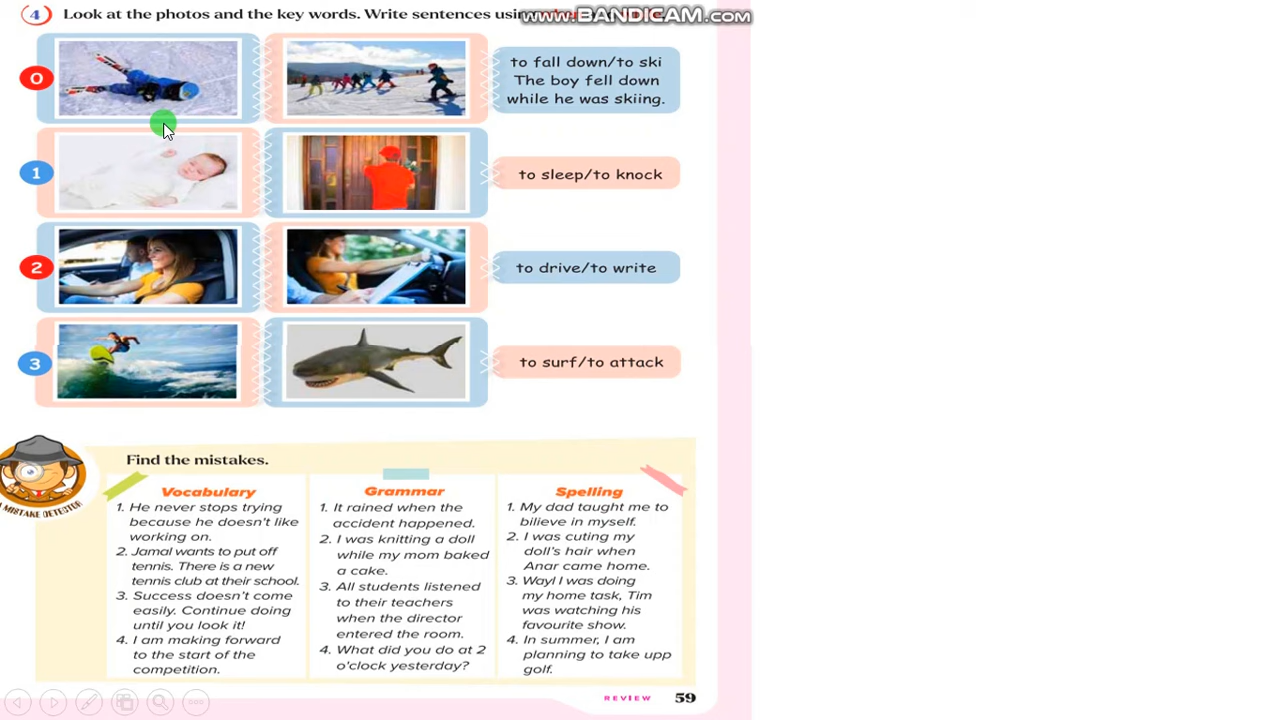 4 Look at the photos and the key words. Write sentences using
www.BANDICAM.com
0
to fall down/to ski
The boy fell down
while he was skiing.
1
to sleep/to knock
2
to drive/to write
3
to surf/to attack
Find the mistakes.
MISTAKE DETECTOR
Vocabulary
1. He never stops trying
because he doesn't like
working on.
2. Jamal wants to put off
tennis. There is a new
tennis club at their school.
3. Success doesn't come
easily. Continue doing
until you look it!
4. I am making forward
to the start of the
competition.
Grammar
1. It rained when the
accident happened.
2. I was knitting a doll
while my mom baked
a cake.
3. All students listened
to their teachers
when the director
entered the room.
4. What did you do at 2
o'clock yesterday?
Spelling
1. My dad taught me to
bilieve in myself.
2. I was cuting my
doll's hair when
Anar came home.
3. Wayl I was doing
my home task, Tim
was watching his
favourite show.
4. In summer, I am
planning to take upp
golf.
REVIEW 59